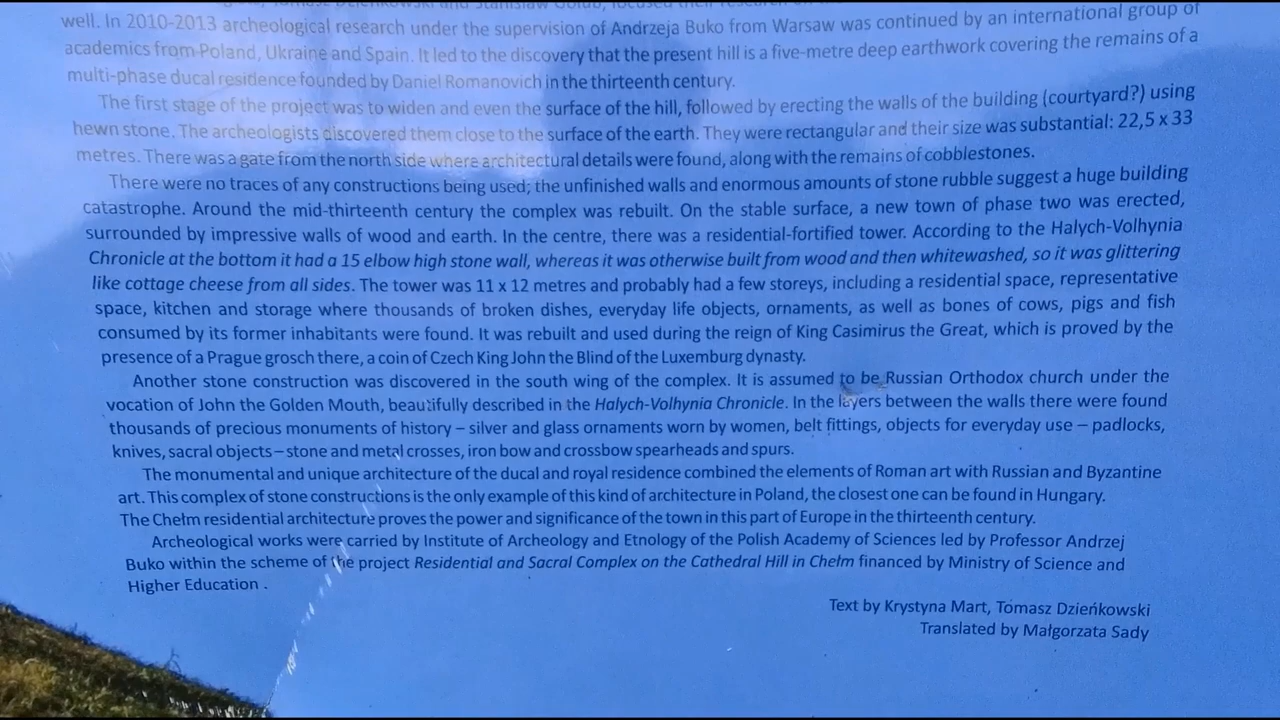 Tomasz Dzieńkowski and Stanisław Gołub, focused their research on
well. In 2010-2013 archeological research under the supervision of Andrzeja Buko from Warsaw was continued by an international group of
academics from Poland, Ukraine and Spain. It led to the discovery that the present hill is a five-metre deep earthwork covering the remains of a
multi-phase ducal residence founded by Daniel Romanovich in the thirteenth century.
The first stage of the project was to widen and even the surface of the hill, followed by erecting the walls of the building (courtyard?) using
hewn stone. The archeologists discovered them close to the surface of the earth. They were rectangular and their size was substantial: 22,5 x 33
metres. There was a gate from the north side where architectural details were found, along with the remains of cobblestones.
There were no traces of any constructions being used; the unfinished walls and enormous amounts of stone rubble suggest a huge building
catastrophe. Around the mid-thirteenth century the complex was rebuilt. On the stable surface, a new town of phase two was erected,
surrounded by impressive walls of wood and earth. In the centre, there was a residential-fortified tower. According to the Halych-Volhynia
Chronicle at the bottom it had a 15 elbow high stone wall, whereas it was otherwise built from wood and then whitewashed, so it was glittering
like cottage cheese from all sides. The tower was 11 x 12 metres and probably had a few storeys, including a residential space, representative
space, kitchen and storage where thousands of broken dishes, everyday life objects, ornaments, as well as bones of cows, pigs and fish
consumed by its former inhabitants were found. It was rebuilt and used during the reign of King Casimirus the Great, which is proved by the
presence of a Prague grosch there, a coin of Czech King John the Blind of the Luxemburg dynasty.
Another stone construction was discovered in the south wing of the complex. It is assumed to be Russian Orthodox church under the
vocation of John the Golden Mouth, beautifully described in the Halych-Volhynia Chronicle. In the layers between the walls there were found
thousands of precious monuments of history – silver and glass ornaments worn by women, belt fittings, objects for everyday use – padlocks,
knives, sacral objects – stone and metal crosses, iron bow and crossbow spearheads and spurs.
The monumental and unique architecture of the ducal and royal residence combined the elements of Roman art with Russian and Byzantine
art. This complex of stone constructions is the only example of this kind of architecture in Poland, the closest one can be found in Hungary.
The Chełm residential architecture proves the power and significance of the town in this part of Europe in the thirteenth century.
Archeological works were carried by Institute of Archeology and Etnology of the Polish Academy of Sciences led by Professor Andrzej
Buko within the scheme of the project Residential and Sacral Complex on the Cathedral Hill in Chełm financed by Ministry of Science and
Higher Education .
Text by Krystyna Mart, Tomasz Dzieńkowski
Translated by Małgorzata Sady